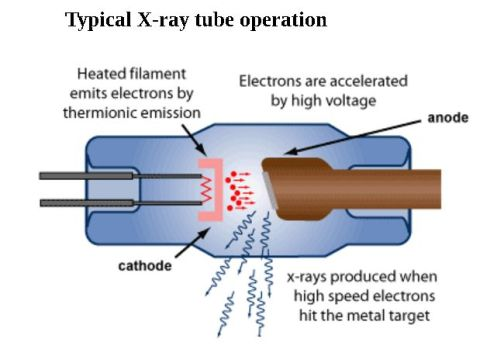 Typical X-ray tube operation
Heated filament
emits electrons by
thermionic emission
Electrons are accelerated
by high voltage
anode
cathode
x-rays produced when
high speed electrons
hit the metal target